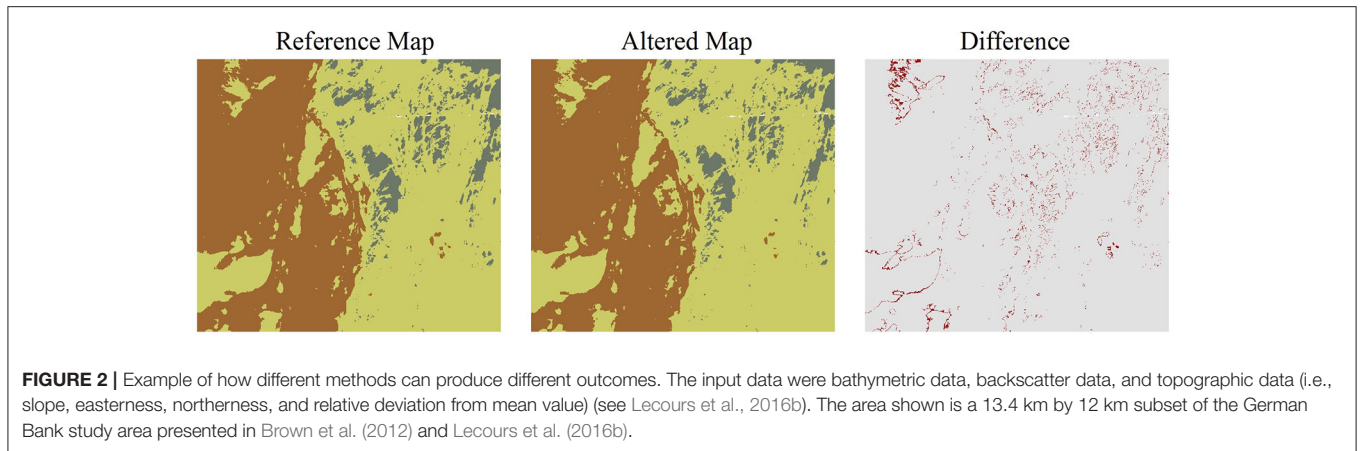 Reference Map
Altered Map
Difference
FIGURE 2 | Example of how different methods can produce different outcomes. The input data were bathymetric data, backscatter data, and topographic data (i.e.,
slope, easterness, northerness, and relative deviation from mean value) (see Lecours et al., 2016b). The area shown is a 13.4 km by 12 km subset of the German
Bank study area presented in Brown et al. (2012) and Lecours et al. (2016b).